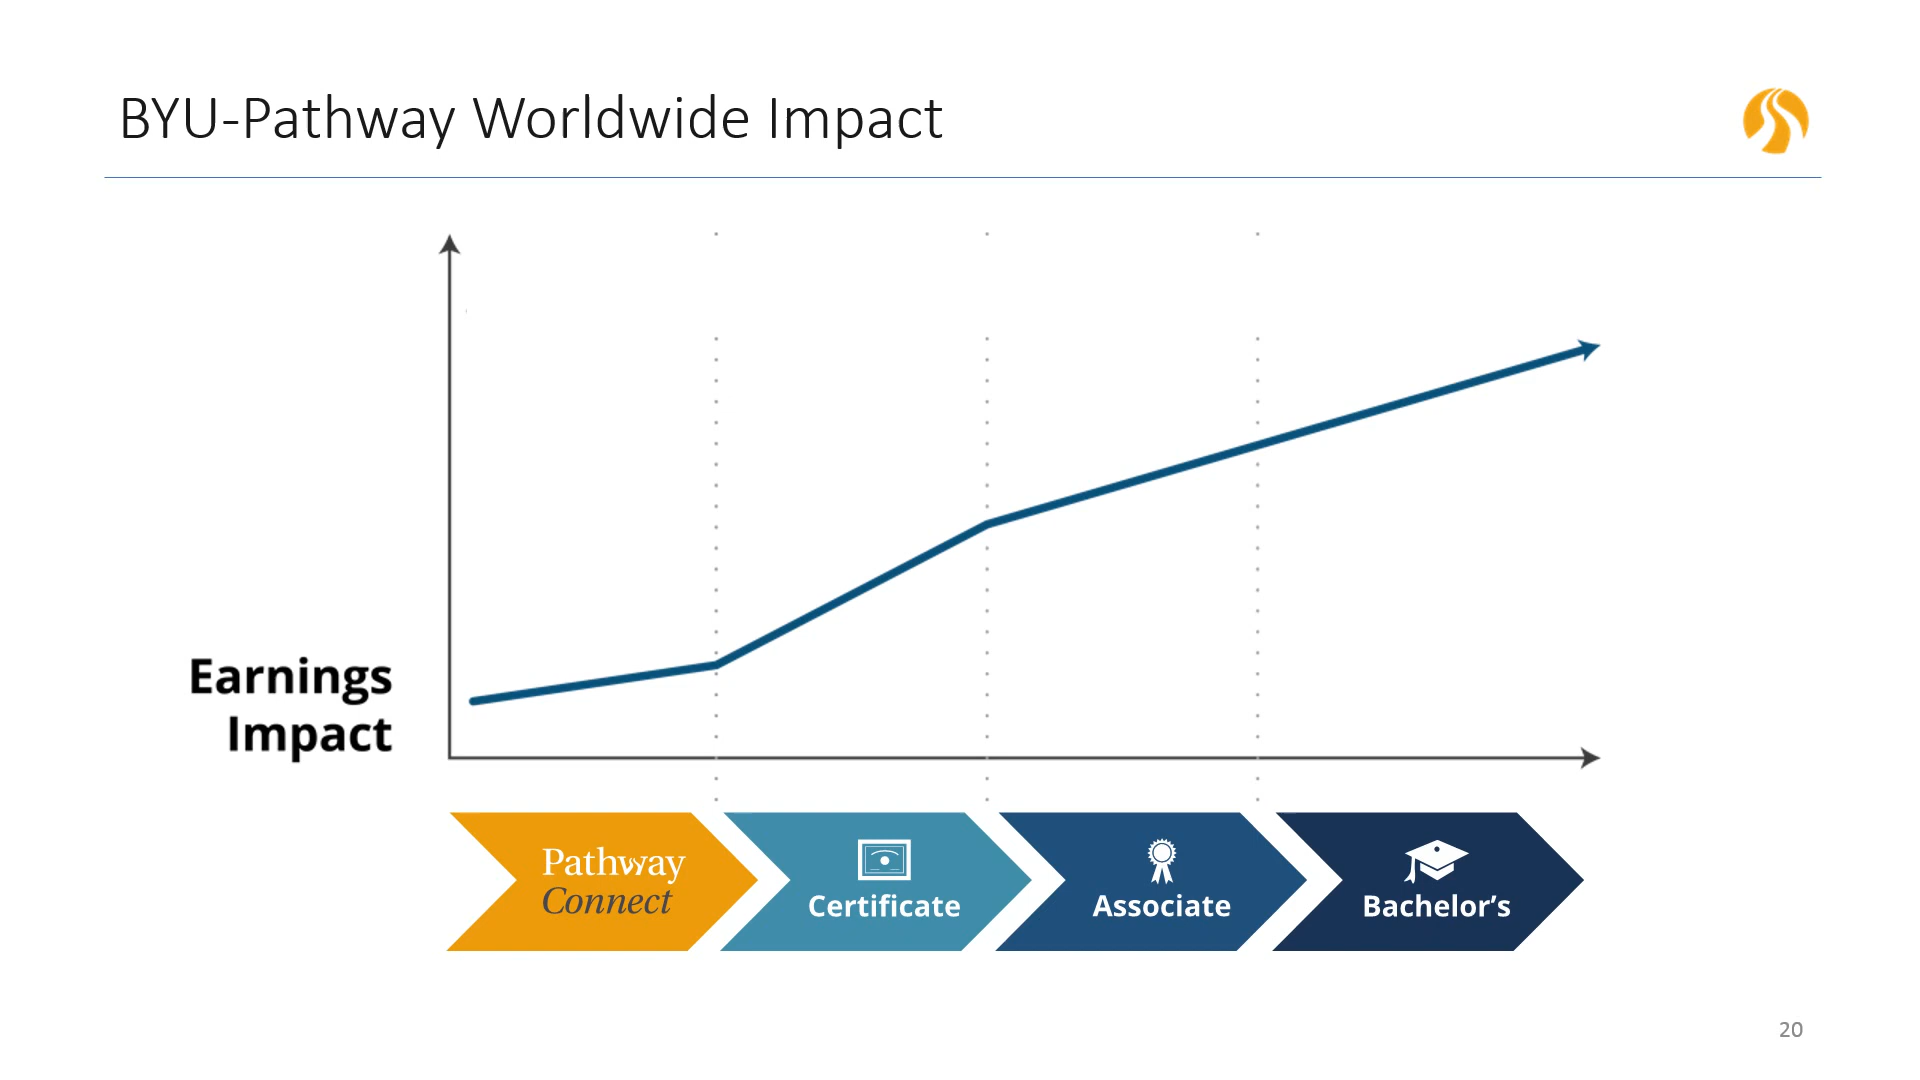 BYU-Pathway Worldwide Impact
Earnings
Impact
Pathway
Connect
Certificate
Associate
Bachelor’s
20